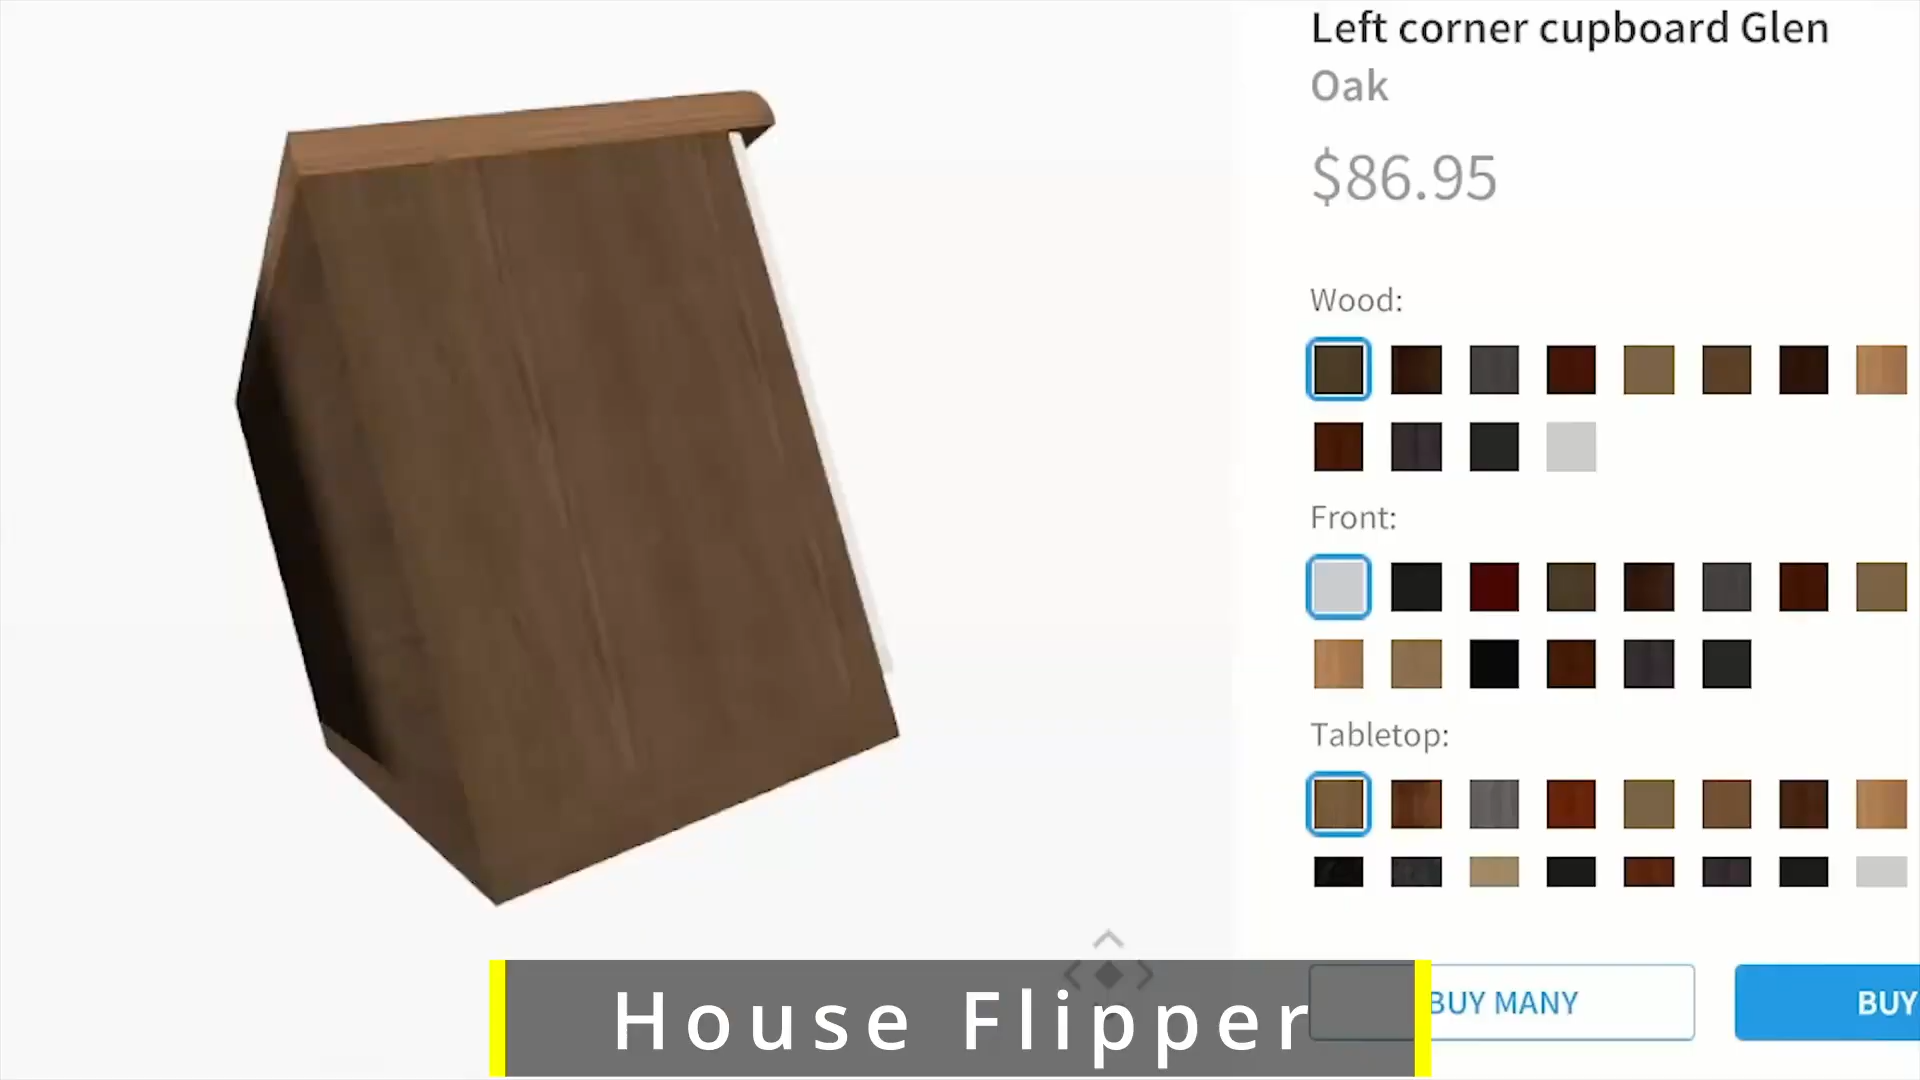 Left corner cupboard Glen
Oak
$86.95
Wood:
Front:
Tabletop:
BUY MANY
BUY
House Flipper